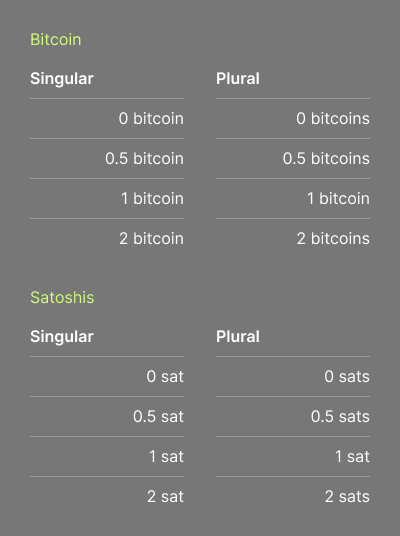 Bitcoin
Singular Plural
0 bitcoin 0 bitcoins
0.5 bitcoin 0.5 bitcoins
1 bitcoin 1 bitcoin
2 bitcoin 2 bitcoins
Satoshis
Singular Plural
0 sat 0 sats
0.5 sat 0.5 sats
1 sat 1 sat
2 sat 2 sats